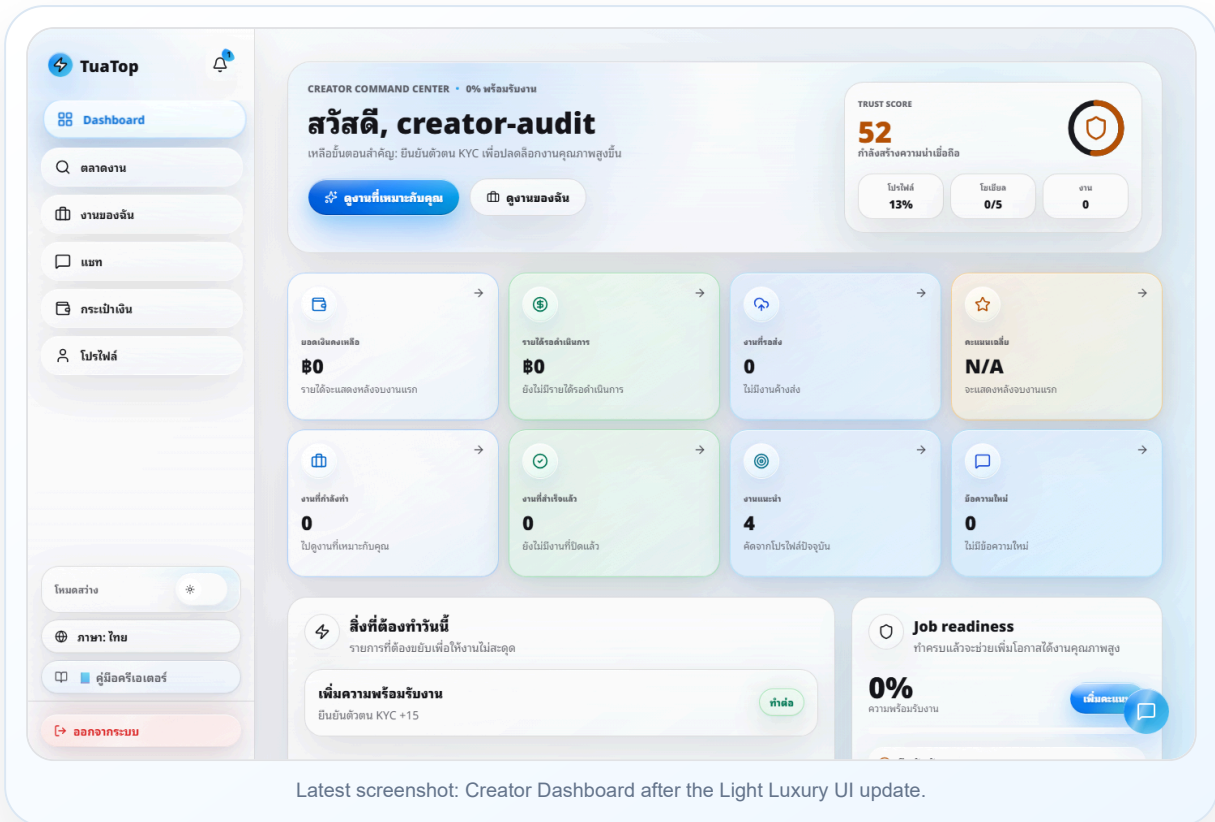 TuaTop
1
Dashboard
ตลาดงาน
งานของฉัน
แชท
กระเป๋าเงิน
โปรไฟล์
โหมดสว่าง
ภาษา: ไทย
คู่มือครีเอเตอร์
ออกจากระบบ
CREATOR COMMAND CENTER • 0% พร้อมรับงาน
สวัสดี, creator-audit
เหลือขั้นตอนสำคัญ: ยืนยันตัวตน KYC เพื่อปลดล็อกงานคุณภาพสูงขึ้น
ดูงานที่เหมาะกับคุณ
ดูงานของฉัน
TRUST SCORE
52
กำลังสร้างความน่าเชื่อถือ
โปรไฟล์
13%
โซเชียล
0/5
งาน
0
ยอดเงินคงเหลือ
฿0
รายได้จะแสดงหลังจบงานแรก
รายได้รอดำเนินการ
฿0
ยังไม่มีรายได้รอดำเนินการ
งานที่รอส่ง
0
ไม่มีงานค้างส่ง
คะแนนเฉลี่ย
N/A
จะแสดงหลังจบงานแรก
งานที่กำลังทำ
0
ไปดูงานที่เหมาะกับคุณ
งานที่สำเร็จแล้ว
0
ยังไม่มีงานที่ปิดแล้ว
งานแนะนำ
4
คัดจากโปรไฟล์ปัจจุบัน
ข้อความใหม่
0
ไม่มีข้อความใหม่
สิ่งที่ต้องทำวันนี้
รายการที่ต้องขยับเพื่อให้งานไม่สะดุด
เพิ่มความพร้อมรับงาน
ยืนยันตัวตน KYC +15
ทำต่อ
Job readiness
ทำครบแล้วจะช่วยเพิ่มโอกาสได้งานคุณภาพสูง
0%
ความพร้อมรับงาน
Latest screenshot: Creator Dashboard after the Light Luxury UI update.